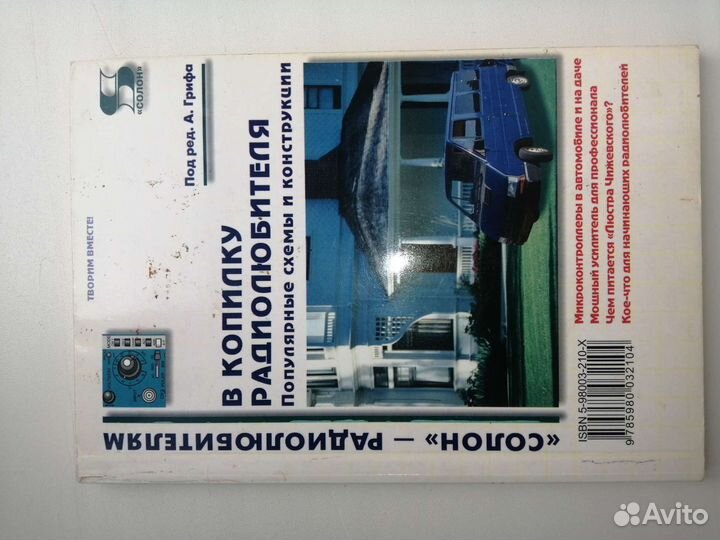 «СОЛОН» — РАДИОЛЮБИТЕЛЯМ
ТВОРИМ ВМЕСТЕ!
«СОЛОН»
Под ред. А. Грифа
В КОПИЛКУ
РАДИОЛЮБИТЕЛЯ
Популярные схемы и конструкции
Микроконтроллеры в автомобиле и на даче
Мощный усилитель для профессионала
Чем питается «Люстра Чижевского»?
Кое-что для начинающих радиолюбителей
ISBN 5-98003-210-X
9 785980 032104
Avito